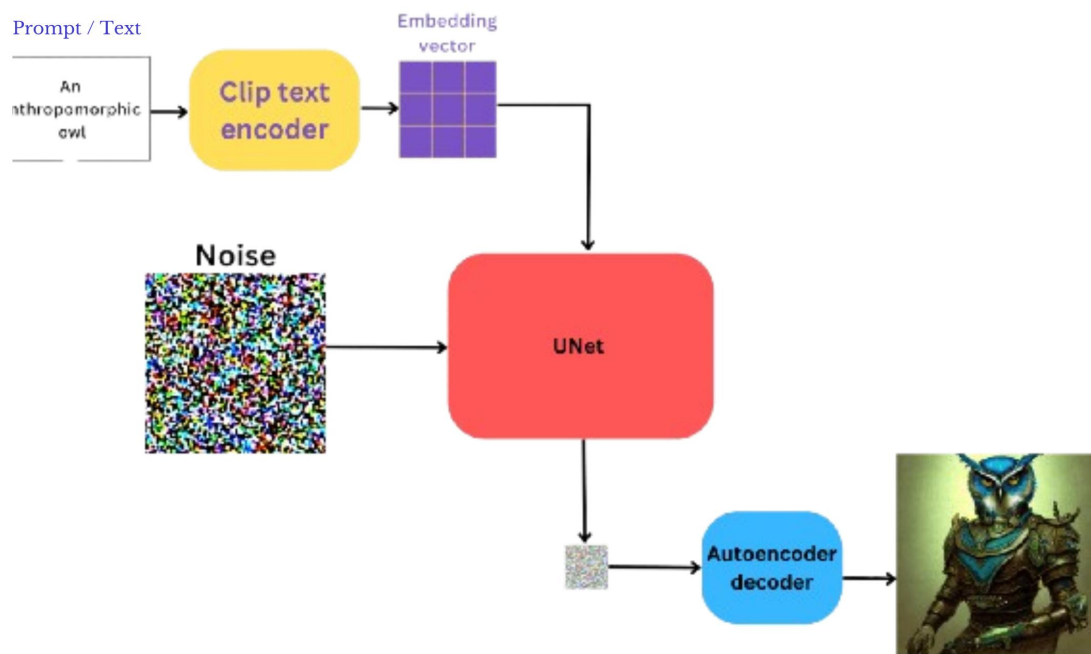 Prompt / Text
An
nthropomorphic
owl
Clip text
encoder
Embedding
vector
Noise
UNet
Autoencoder
decoder